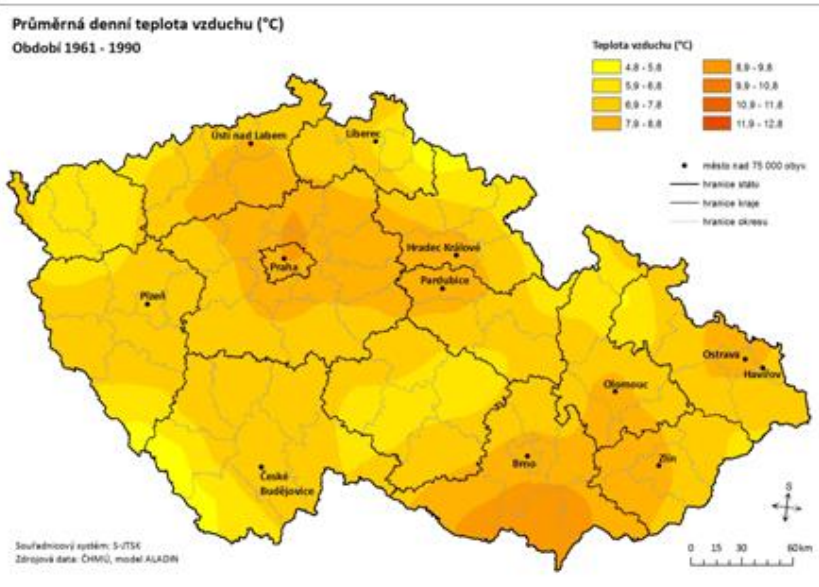 Průměrná denní teplota vzduchu (°C)
Období 1961 - 1990
Teplota vzduchu (°C)
4,8 - 5,8
5,9 - 6,8
6,9 - 7,8
7,9 - 8,8
8,9 - 9,8
9,9 - 10,8
10,9 - 11,8
11,9 - 12,8
město nad 75 000 obyv.
hranice státu
hranice kraje
hranice okresu
Ústí nad Labem
Liberec
Hradec Králové
Praha
Pardubice
Plzeň
Ostrava
Havířov
Olomouc
Brno
Zlín
České
Budějovice
S
Souřadnicový systém: S-JTSK
Zdrojová data: ČHMÚ, model ALADIN
0 15 30 60 km